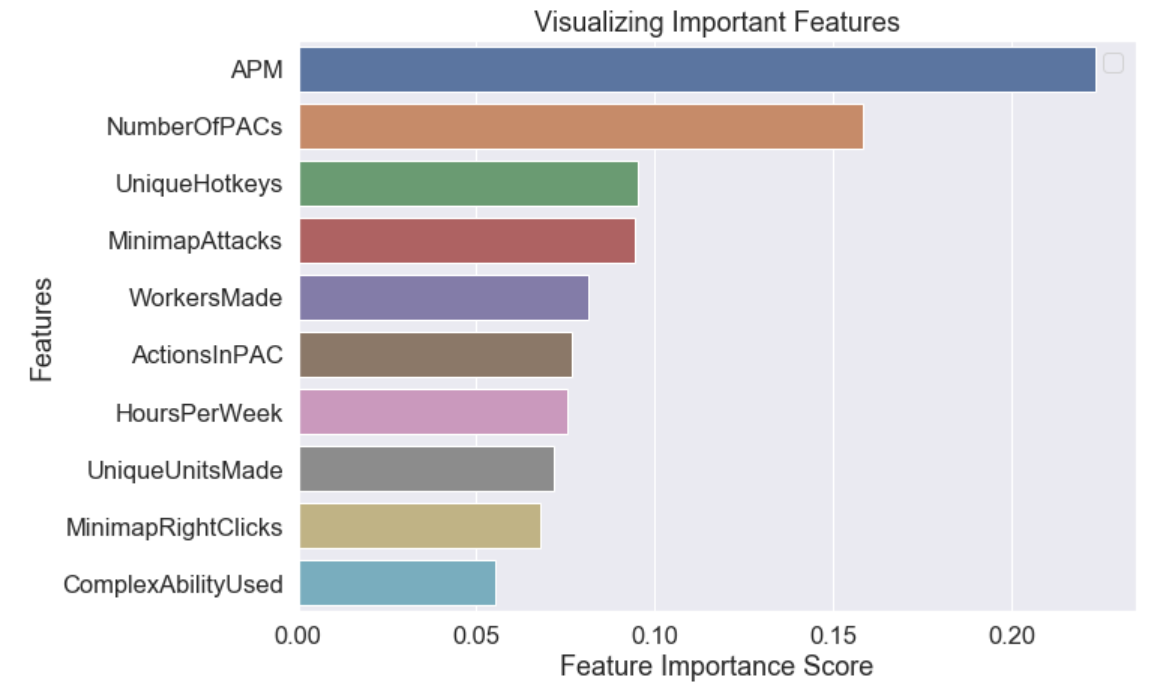 Visualizing Important Features
APM
NumberOfPACs
UniqueHotkeys
MinimapAttacks
WorkersMade
ActionsInPAC
HoursPerWeek
UniqueUnitsMade
MinimapRightClicks
ComplexAbilityUsed
Features
0.00 0.05 0.10 0.15 0.20
Feature Importance Score